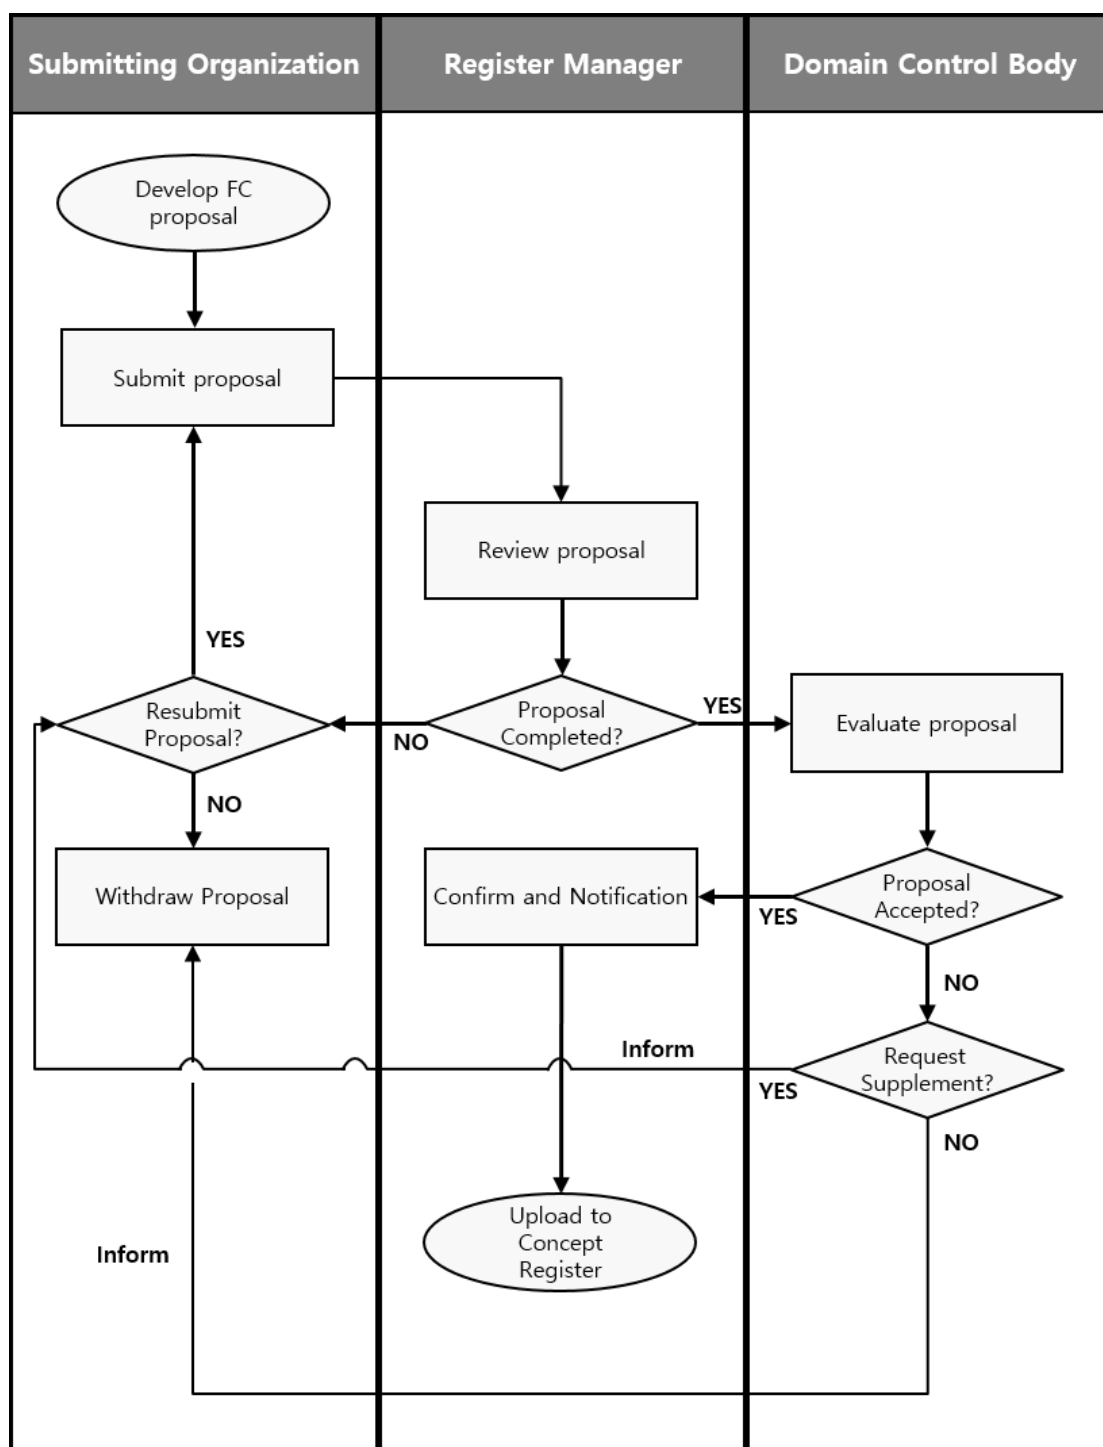 Submitting Organization
Register Manager
Domain Control Body
Develop FC
proposal
Submit proposal
Review proposal
YES
Resubmit
Proposal?
NO
Proposal
Completed?
YES
Evaluate proposal
NO
Withdraw Proposal
Confirm and Notification
YES
Proposal
Accepted?
NO
Inform
Request
Supplement?
YES
NO
Upload to
Concept
Register
Inform